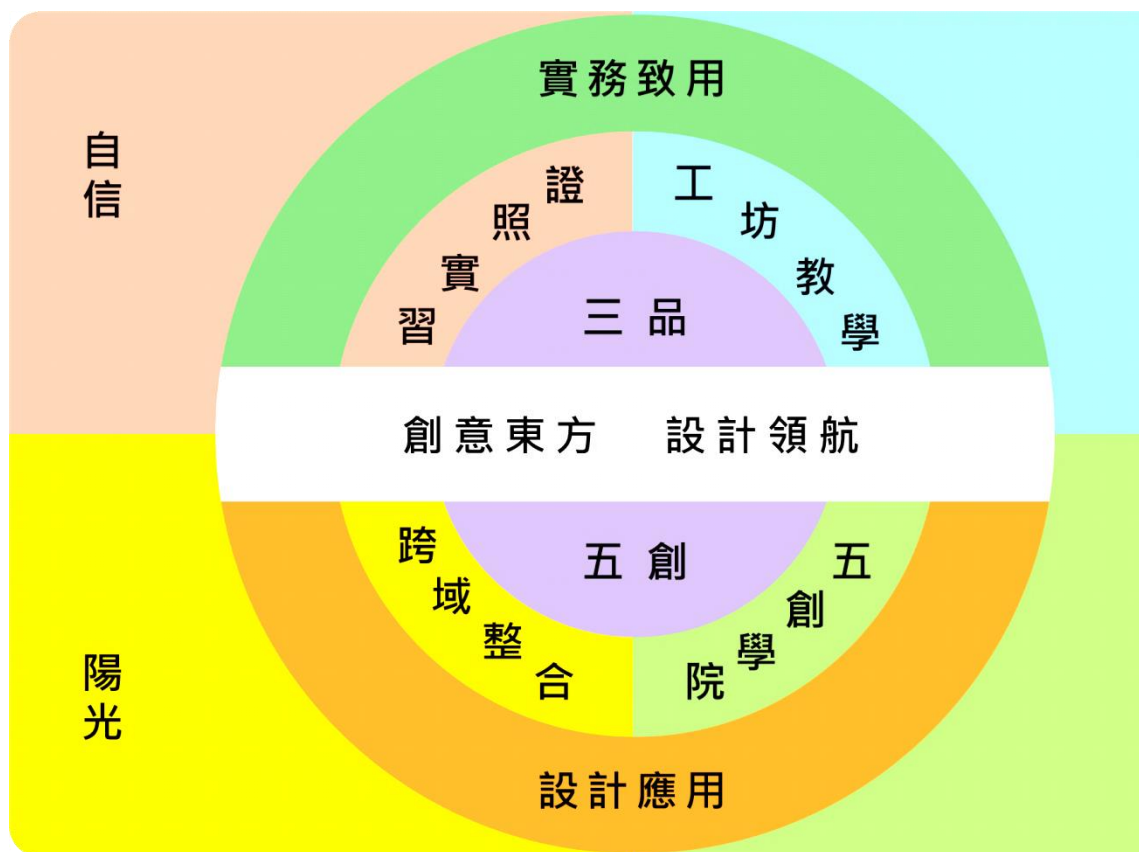 實務致用
自信
證照實習
工坊教學
三品
創意東方 設計領航
五創
跨域整合
五創學院
陽光
設計應用